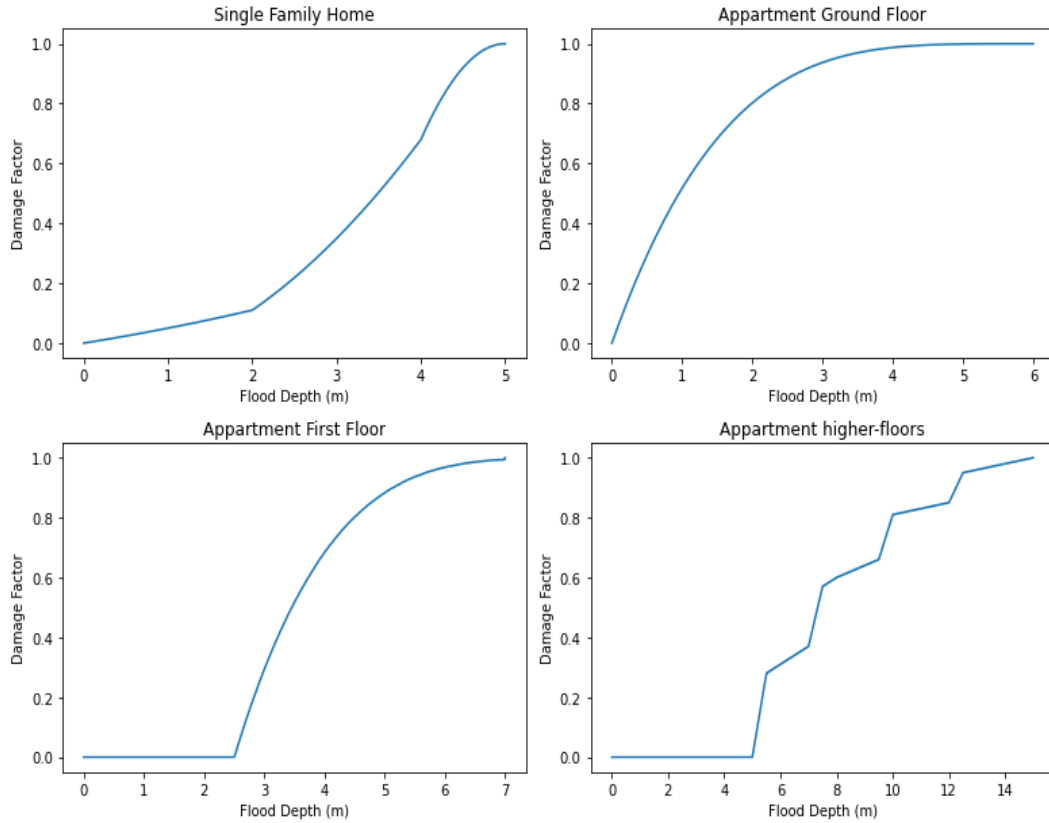 Single Family Home
1.0
0.8
0.6
0.4
0.2
0.0
Damage Factor
0 1 2 3 4 5
Flood Depth (m)
Appartment Ground Floor
1.0
0.8
0.6
0.4
0.2
0.0
Damage Factor
0 1 2 3 4 5 6
Flood Depth (m)
Appartment First Floor
1.0
0.8
0.6
0.4
0.2
0.0
Damage Factor
0 1 2 3 4 5 6 7
Flood Depth (m)
Appartment higher-floors
1.0
0.8
0.6
0.4
0.2
0.0
Damage Factor
0 2 4 6 8 10 12 14
Flood Depth (m)